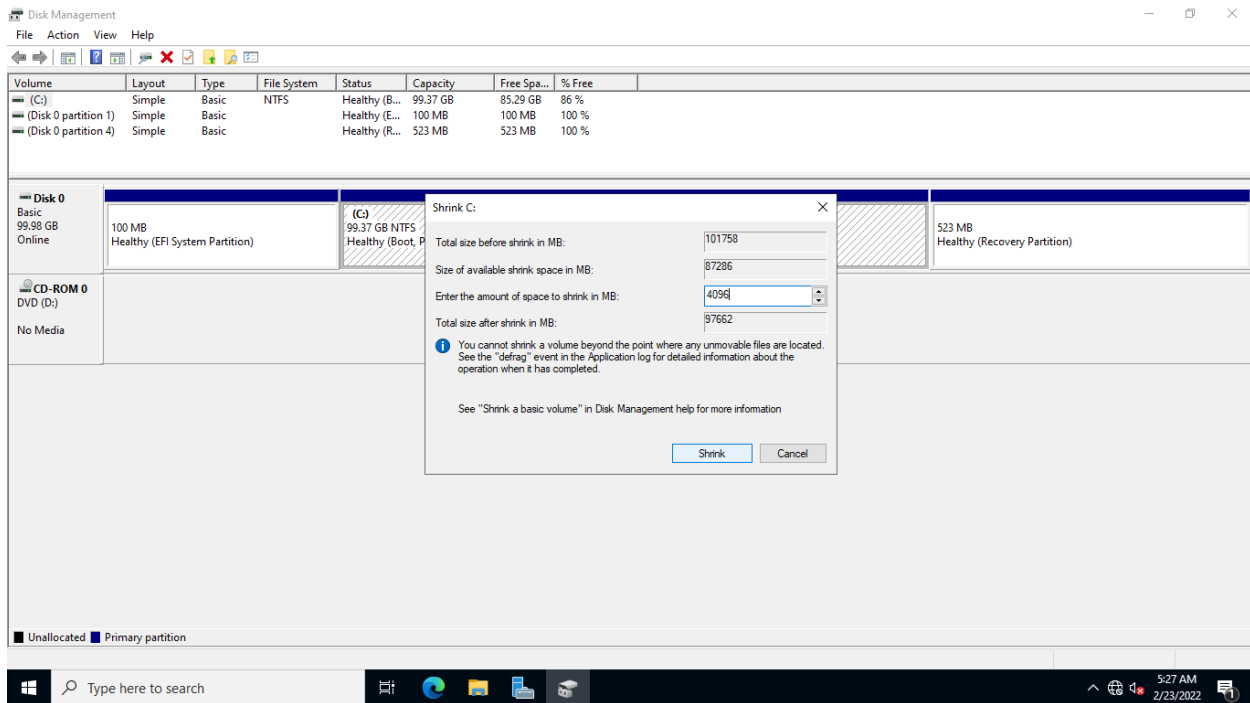 Disk Management
File Action View Help
Volume Layout Type File System Status Capacity Free Spa... % Free
(C:) Simple Basic NTFS Healthy (B... 99.37 GB 85.29 GB 86 %
(Disk 0 partition 1) Simple Basic Healthy (E... 100 MB 100 MB 100 %
(Disk 0 partition 4) Simple Basic Healthy (R... 523 MB 523 MB 100 %
Disk 0
Basic
99.98 GB
Online
100 MB
Healthy (EFI System Partition)
(C:)
99.37 GB NTFS
Healthy (Boot, P
523 MB
Healthy (Recovery Partition)
CD-ROM 0
DVD (D:)
No Media
Shrink C:
Total size before shrink in MB: 101758
Size of available shrink space in MB: 87286
Enter the amount of space to shrink in MB: 4096
Total size after shrink in MB: 97662
You cannot shrink a volume beyond the point where any unmovable files are located.
See the "defrag" event in the Application log for detailed information about the
operation when it has completed.
See "Shrink a basic volume" in Disk Management help for more information
Shrink Cancel
Unallocated Primary partition
Type here to search
5:27 AM
2/23/2022
1